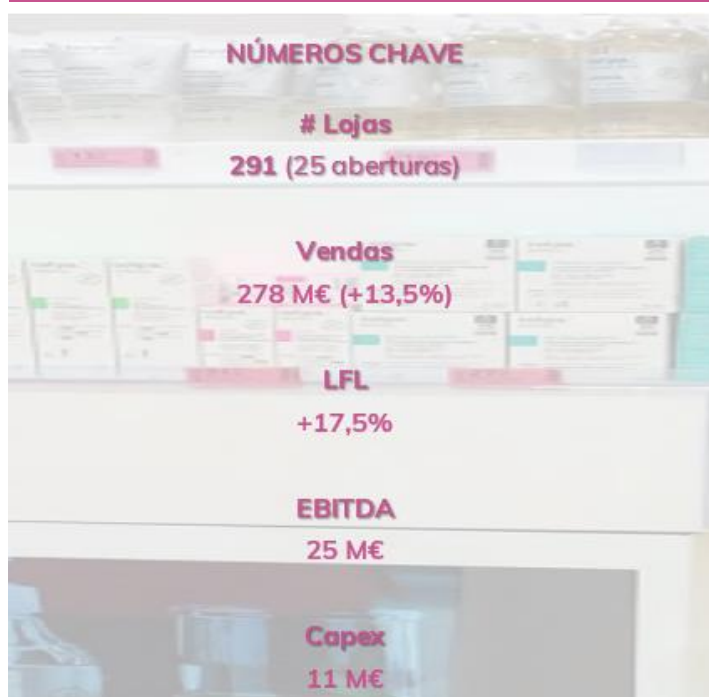 NÚMEROS CHAVE
# Lojas
291 (25 aberturas)
Vendas
278 M€ (+13,5%)
LFL
+17,5%
EBITDA
25 M€
Capex
11 M€